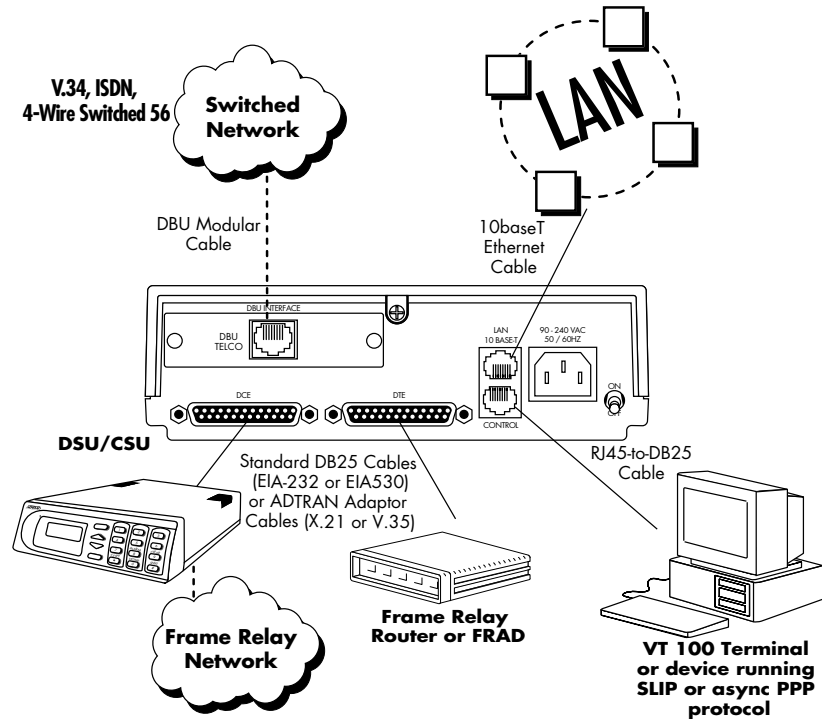 V.34, ISDN,
4-Wire Switched 56
Switched
Network
LAN
DBU Modular
Cable
10baseT
Ethernet
Cable
DBU INTERFACE
DBU
TELCO
LAN
10 BASE-T
90 - 240 VAC
50 / 60HZ
ON
OFF
DCE
DTE
CONTROL
DSU/CSU
Standard DB25 Cables
(EIA-232 or EIA530)
or ADTRAN Adaptor
Cables (X.21 or V.35)
RJ45-to-DB25
Cable
Frame Relay
Network
Frame Relay
Router or FRAD
VT 100 Terminal
or device running
SLIP or async PPP
protocol